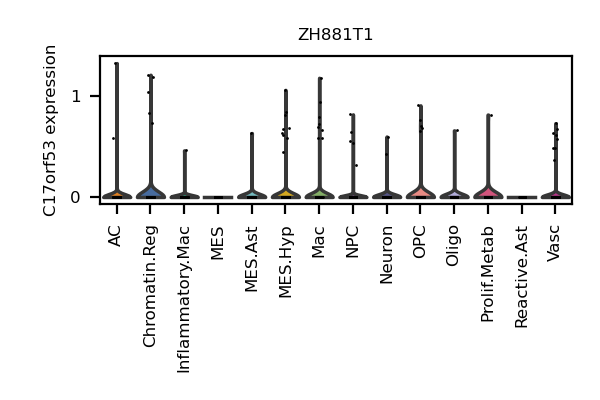 ZH881T1
C17orf53 expression
1
0
AC
Chromatin.Reg
Inflammatory.Mac
MES
MES.Ast
MES.Hyp
Mac
NPC
Neuron
OPC
Oligo
Prolif.Metab
Reactive.Ast
Vasc